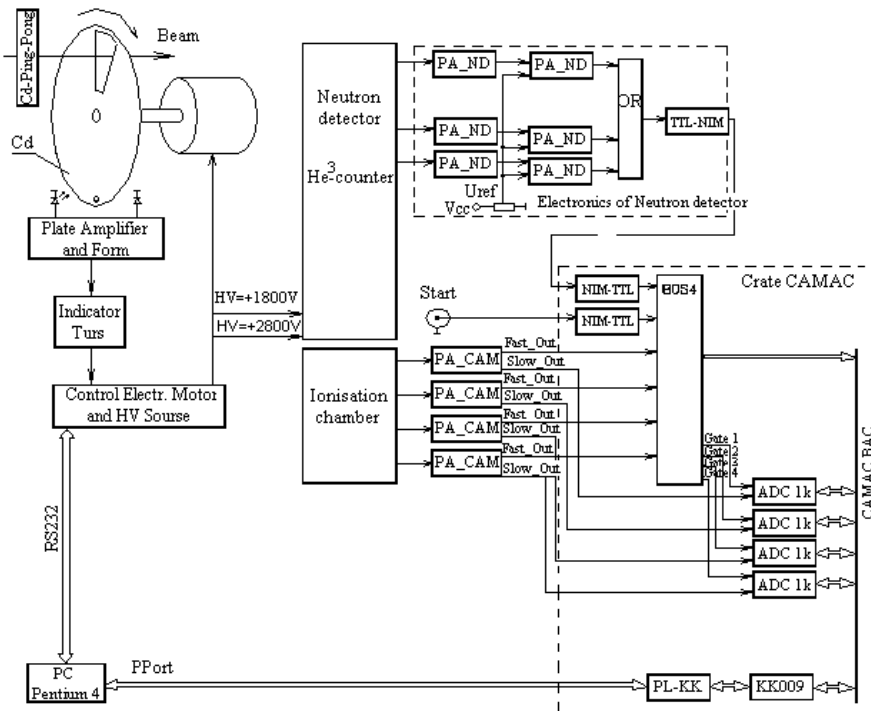 Cd-Ping-Pong
Beam
Cd
Plate Amplifier
and Form
Indicator
Turs
Control Electr. Motor
and HV Sourse
RS232
PC
Pentium 4
PPort
HV=+1800V
HV=+2800V
Neutron
detector
He3-counter
Ionisation
chamber
PA_ND
PA_ND
PA_ND
PA_ND
PA_ND
PA_ND
OR
TTL-NIM
Uref
Vcc
Electronics of Neutron detector
Start
NIM-TTL
NIM-TTL
Crate CAMAC
PA_CAM
PA_CAM
PA_CAM
PA_CAM
Fast_Out
Slow_Out
Fast_Out
Slow_Out
Fast_Out
Slow_Out
Fast_Out
Slow_Out
Gate 1
Gate 2
Gate 3
Gate 4
ADC 1k
ADC 1k
ADC 1k
ADC 1k
CAMAC BAC
PL-KK
KK009